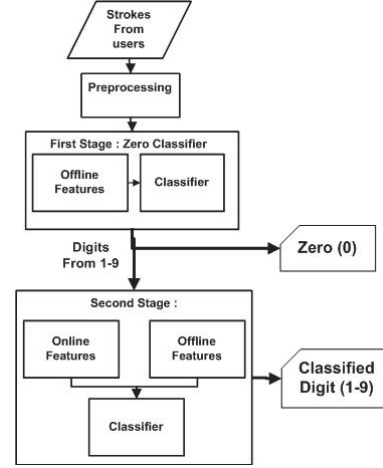 Strokes
From
users
Preprocessing
First Stage : Zero Classifier
Offline
Features
Classifier
Digits
From 1-9
Zero (0)
Second Stage :
Online
Features
Offline
Features
Classifier
Classified
Digit (1-9)